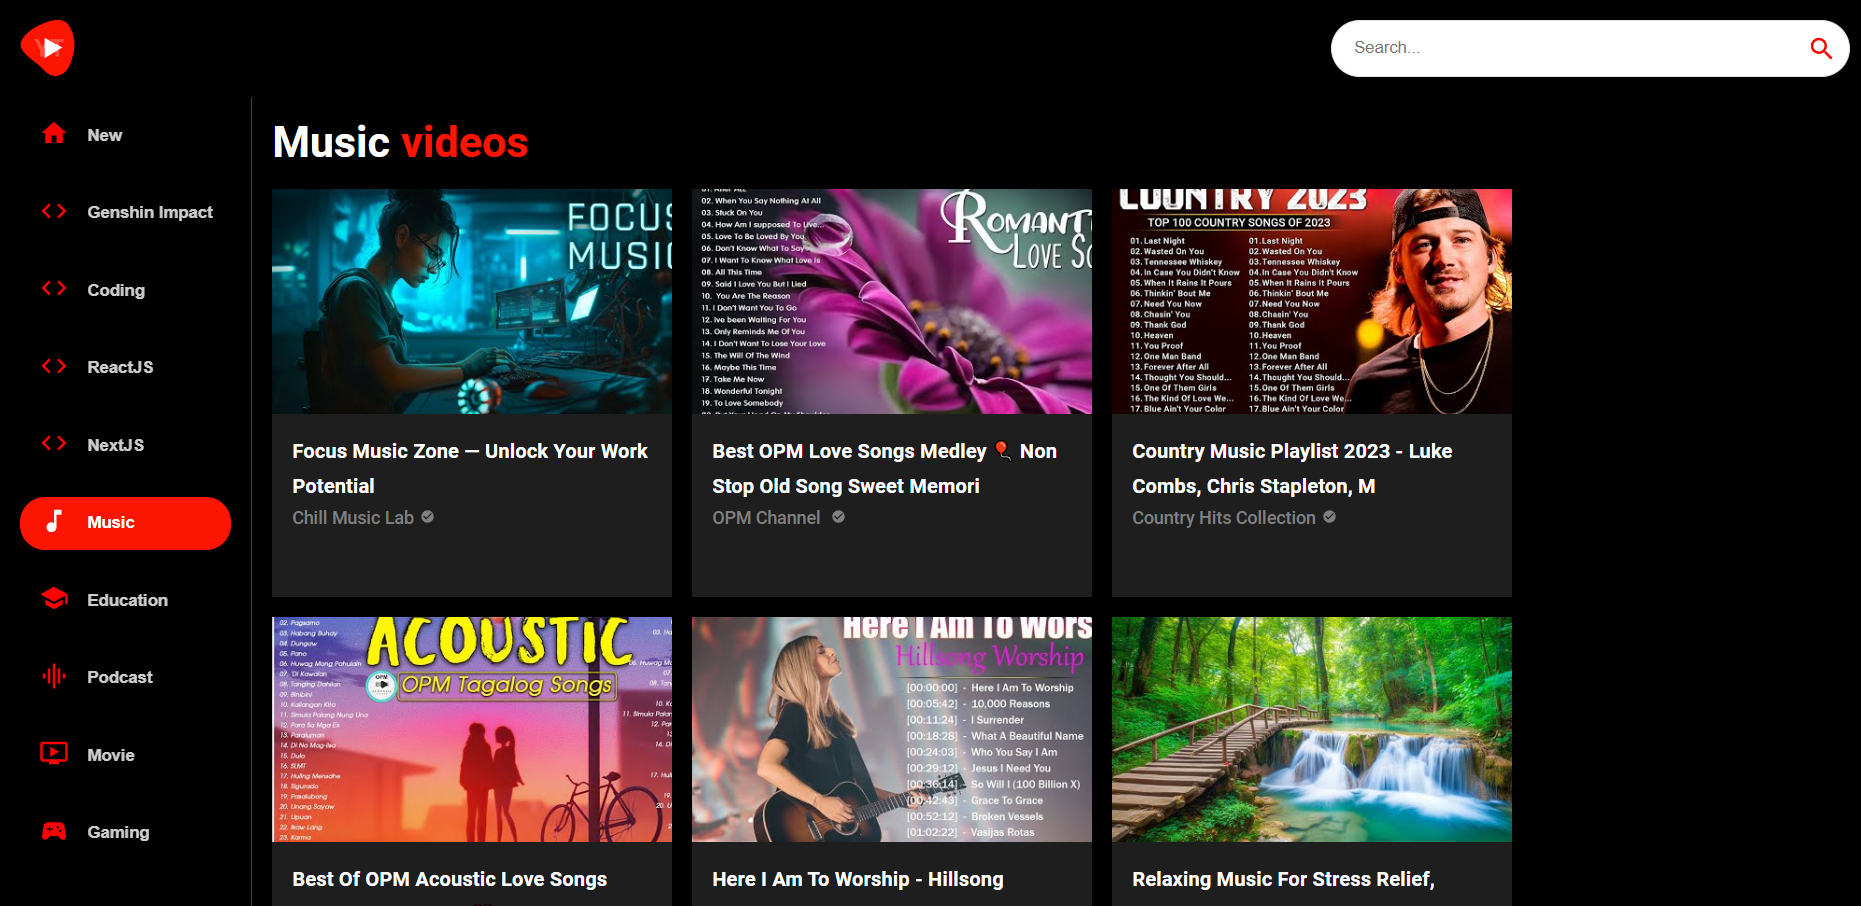 YT
Search...
New
Genshin Impact
Coding
ReactJS
NextJS
Music
Education
Podcast
Movie
Gaming
Music videos
FOCUS
MUSIC
02. When You Say Nothing At All
03. Stuck On You
04. How Am I supposed To Live...
05. Love To Be Loved By You
06. Don't Know What To Say
07. I Want To Know What Love Is
08. All This Time
09. Said I Love You But I Lied
10. You Are The Reason
11. I Don't Want You To Go
12. Ive been Waiting For You
13. Only Reminds Me Of You
14. I Don't Want To Lose Your Love
15. The Will Of The Wind
16. Maybe This Time
17. Take Me Now
18. Wonderful Tonight
19. To Love Somebody
ROMANT
LOVE SO
COUNTRY 2023
TOP 100 COUNTRY SONGS OF 2023
01. Last Night
02. Wasted On You
03. Tennessee Whiskey
04. In Case You Didn't Know
05. When It Rains It Pours
06. Thinkin' Bout Me
07. Need You Now
08. Chasin' You
09. Thank God
10. Heaven
11. You Proof
12. One Man Band
13. Forever After All
14. Thought You Should...
15. One Of Them Girls
16. The Kind Of Love We...
17. Blue Ain't Your Color
01. Last Night
02. Wasted On You
03. Tennessee Whiskey
04. In Case You Didn't Know
05. When It Rains It Pours
06. Thinkin' Bout Me
07. Need You Now
08. Chasin' You
09. Thank God
10. Heaven
11. You Proof
12. One Man Band
13. Forever After All
14. Thought You Should...
15. One Of Them Girls
16. The Kind Of Love We...
17. Blue Ain't Your Color
Focus Music Zone — Unlock Your Work
Potential
Chill Music Lab
Best OPM Love Songs Medley 🎈 Non
Stop Old Song Sweet Memori
OPM Channel
Country Music Playlist 2023 - Luke
Combs, Chris Stapleton, M
Country Hits Collection
ACOUSTIC
OPM Tagalog Songs
02. Pagsamo
03. Habang Buhay
04. Dungaw
05. Pano
06. Huwag Mong Pahulain
07. 'Di Kawalan
08. Tanging Dahilan
09. Binibini
10. Kailangan Kita
11. Simula Palang Nung Una
12. Para Sa Mga Ex
13. Paraluman
14. Di Na Mag-iisa
15. Dulo
16. SLMT
17. Huling Mensahe
18. Sigurado
19. Pasalubong
20. Unang Sayaw
21. Upuan
22. Ikaw Lang
23. Karma
Here I Am To Wors
Hillsong Worship
[00:00:00] - Here I Am To Worship
[00:05:42] - 10,000 Reasons
[00:11:24] - I Surrender
[00:18:28] - What A Beautiful Name
[00:24:03] - Who You Say I Am
[00:29:12] - Jesus I Need You
[00:36:14] - So Will I (100 Billion X)
[00:42:43] - Grace To Grace
[00:52:12] - Broken Vessels
[01:02:22] - Vasijas Rotas
Best Of OPM Acoustic Love Songs
Here I Am To Worship - Hillsong
Relaxing Music For Stress Relief,